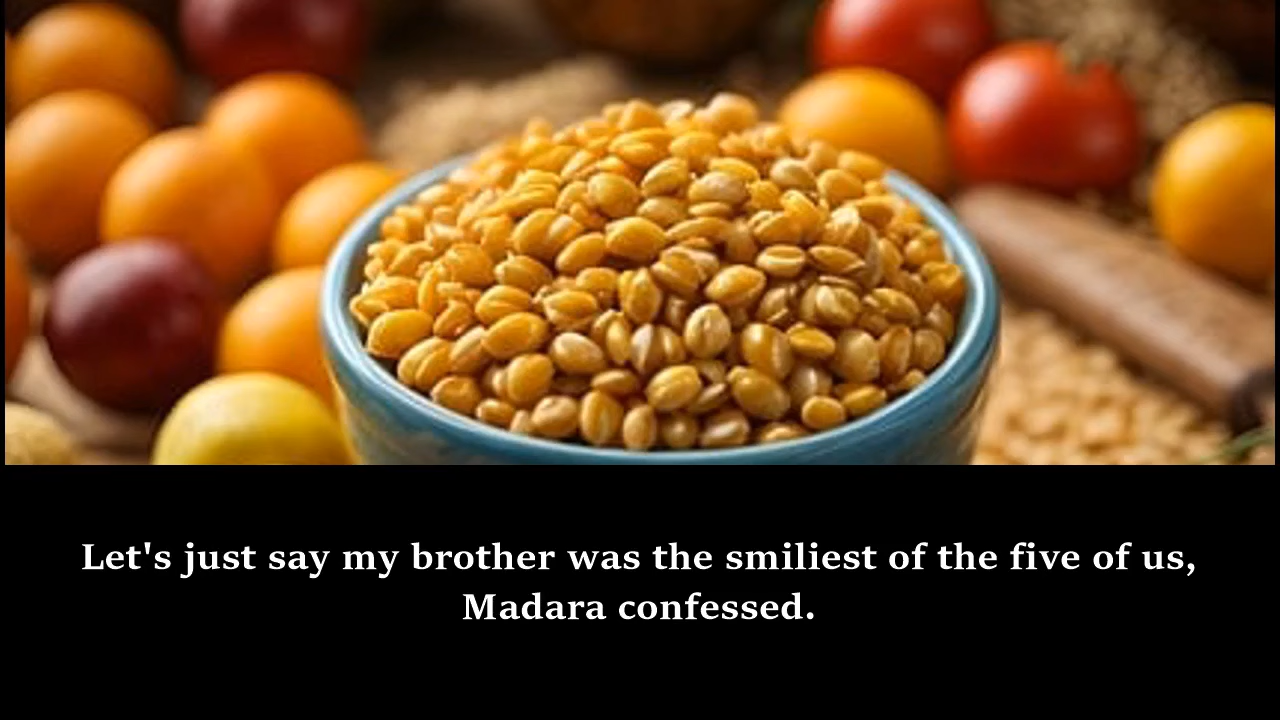 Let's just say my brother was the smiliest of the five of us,
Madara confessed.